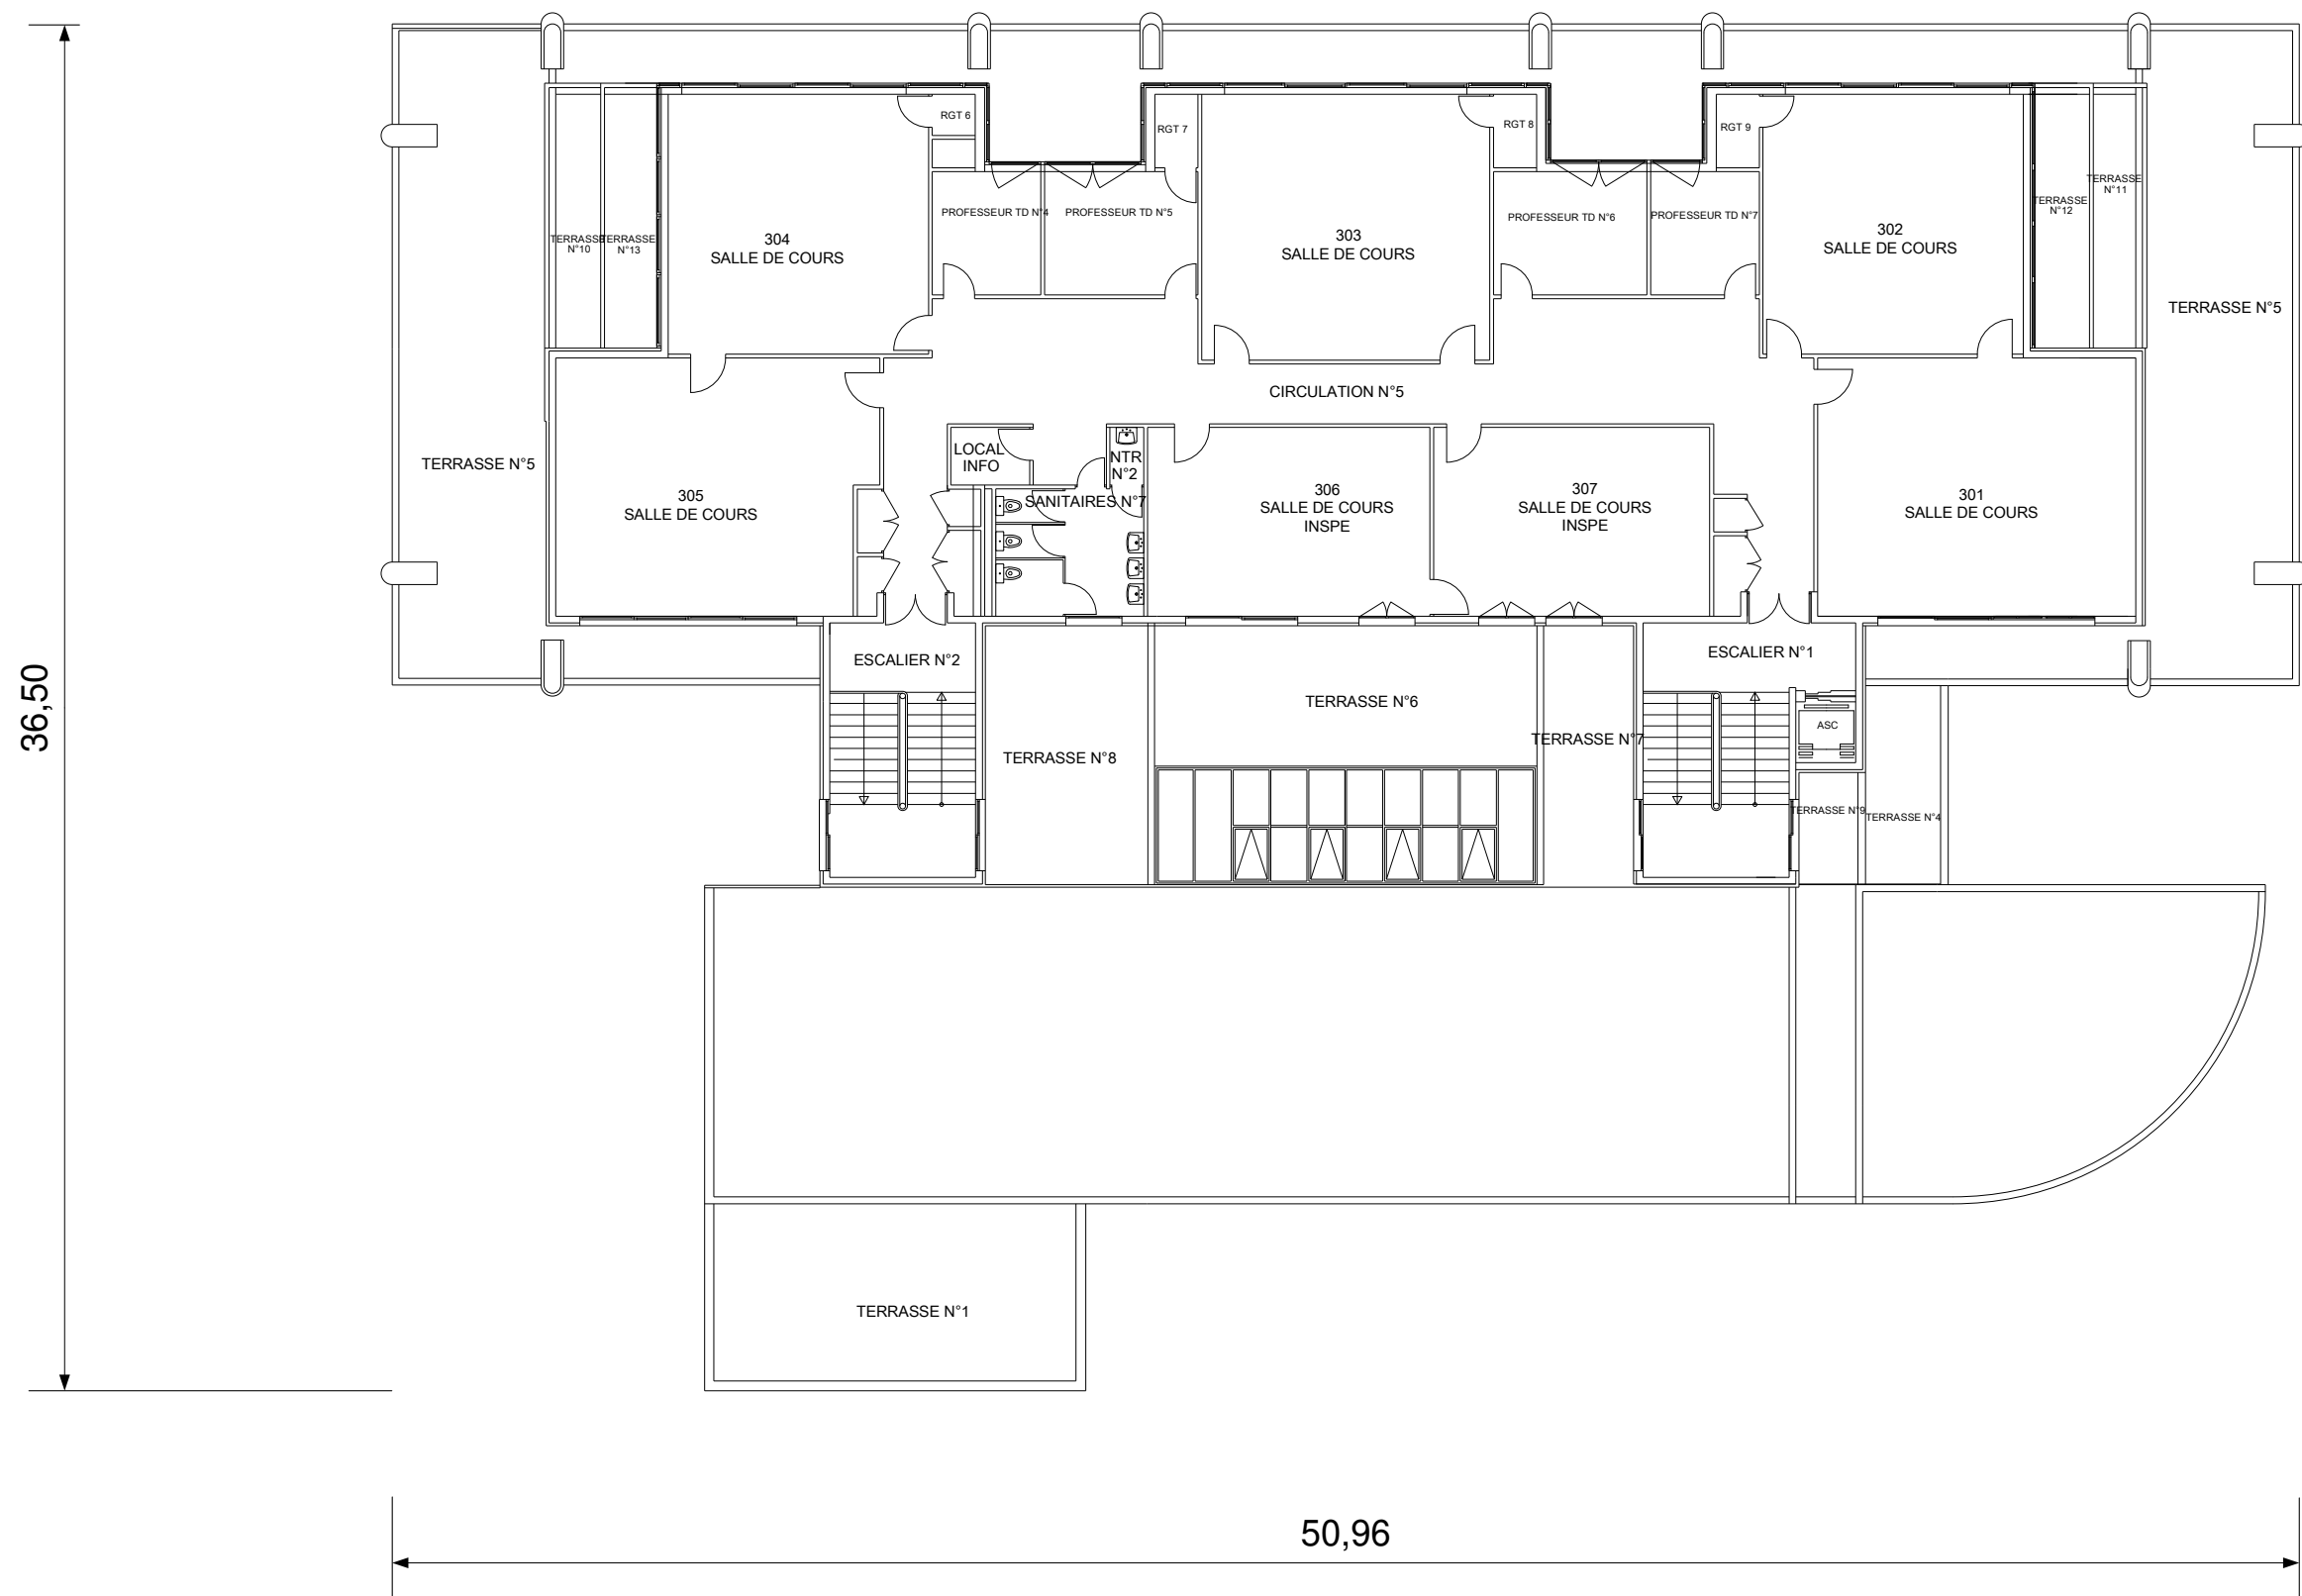 RGT 6
RGT 7
RGT 8
RGT 9
TERRASSE
N°11
TERRASSE
N°12
PROFESSEUR TD N°4
PROFESSEUR TD N°5
PROFESSEUR TD N°6
PROFESSEUR TD N°7
TERRASSE
N°10
TERRASSE
N°13
304
SALLE DE COURS
303
SALLE DE COURS
302
SALLE DE COURS
TERRASSE N°5
CIRCULATION N°5
TERRASSE N°5
LOCAL
INFO
NTR
N°2
SANITAIRES N°7
305
SALLE DE COURS
306
SALLE DE COURS
INSPE
307
SALLE DE COURS
INSPE
301
SALLE DE COURS
ESCALIER N°2
ESCALIER N°1
36,50
TERRASSE N°6
ASC
TERRASSE N°7
TERRASSE N°8
TERRASSE N°9
TERRASSE N°4
TERRASSE N°1
50,96